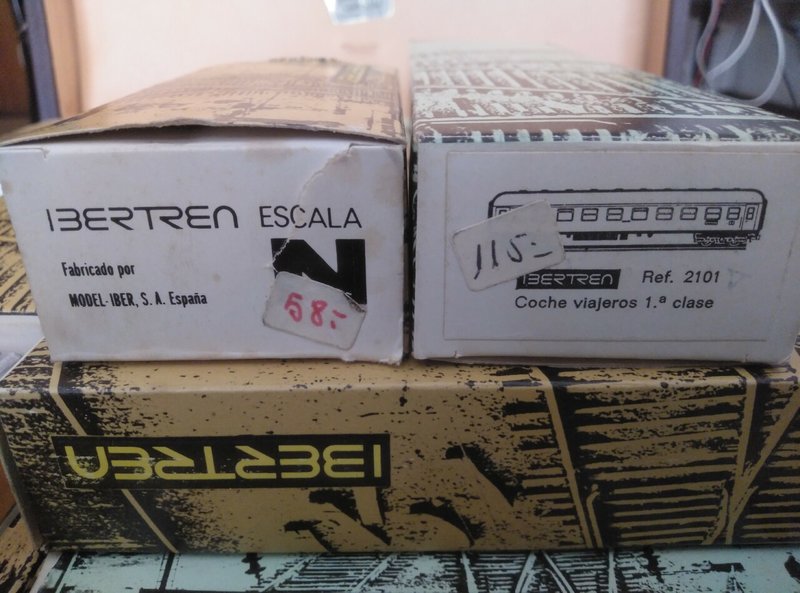 IBERTREN ESCALA
N
Fabricado por
MODEL-IBER, S. A. España
58:-
115-
IBERTREN Ref. 2101
Coche viajeros 1.ª clase
IBERTREN